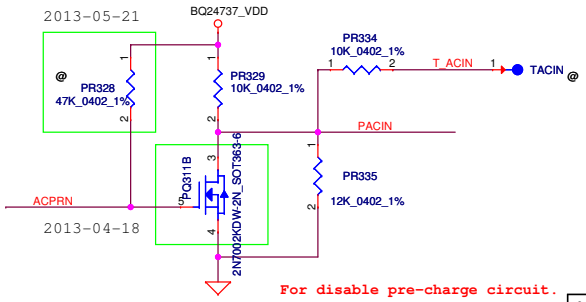 2013-05-21
BQ24737_VDD
PR334
10K_0402_1%
1
2
T_ACIN
1
TACIN @
@
1
PR328
47K_0402_1%
2
1
PR329
10K_0402_1%
2
PACIN
1
PR335
12K_0402_1%
2
PQ311B
3
5
4
2N7002KDW-2N_SOT363-6
ACPRN
2013-04-18
For disable pre-charge circuit.